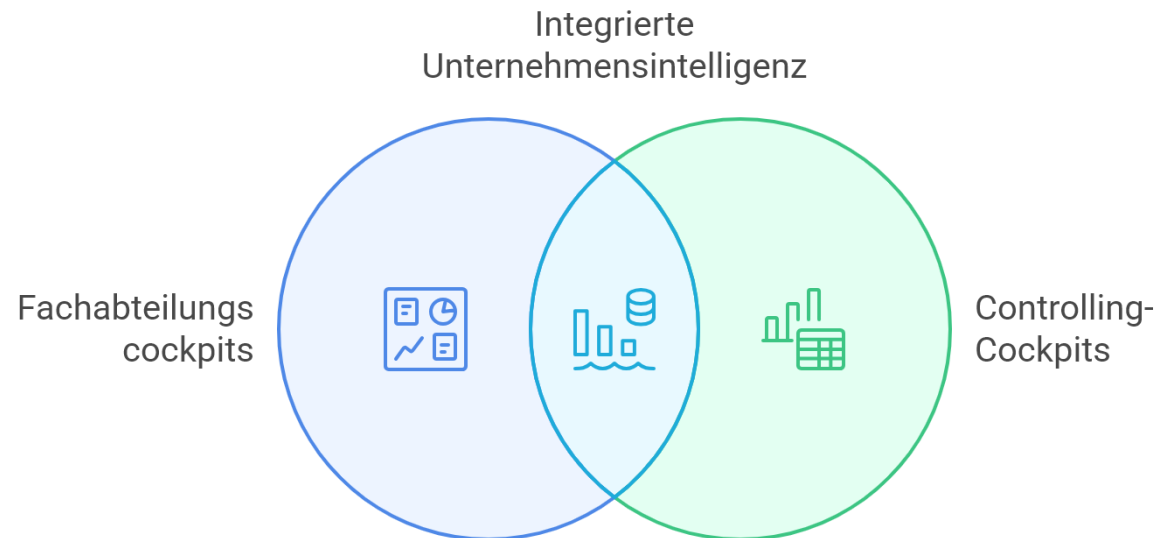 Integrierte
Unternehmensintelligenz
Fachabteilungs
cockpits
Controlling-
Cockpits